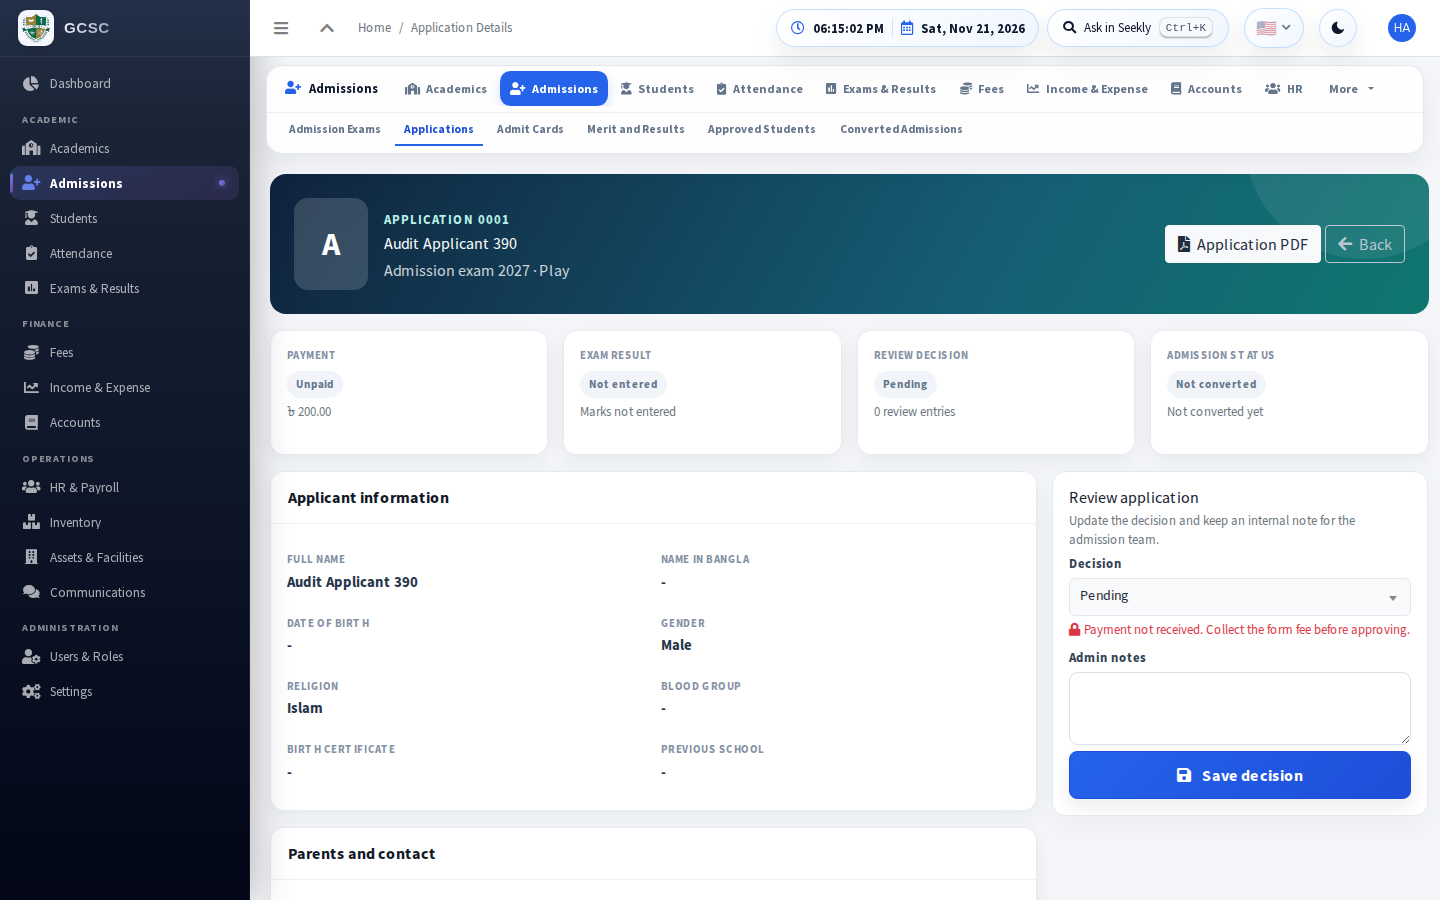 GCSC
06:15:02 PM
Sat, Nov 21, 2026
Ask in Seekly
Ctrl+K
HA
Home / Application Details
Dashboard
ACADEMIC
Academics
Admissions
Students
Attendance
Exams & Results
FINANCE
Fees
Income & Expense
Accounts
OPERATIONS
HR & Payroll
Inventory
Assets & Facilities
Communications
ADMINISTRATION
Users & Roles
Settings
Admissions
Academics
Admissions
Students
Attendance
Exams & Results
Fees
Income & Expense
Accounts
HR
More
Admission Exams
Applications
Admit Cards
Merit and Results
Approved Students
Converted Admissions
A
APPLICATION 0001
Audit Applicant 390
Admission exam 2027 · Play
Application PDF
Back
PAYMENT
Unpaid
৳ 200.00
EXAM RESULT
Not entered
Marks not entered
REVIEW DECISION
Pending
0 review entries
ADMISSION STATUS
Not converted
Not converted yet
Applicant information
FULL NAME
Audit Applicant 390
NAME IN BANGLA
-
DATE OF BIRTH
-
GENDER
Male
RELIGION
Islam
BLOOD GROUP
-
BIRTH CERTIFICATE
-
PREVIOUS SCHOOL
-
Parents and contact
Review application
Update the decision and keep an internal note for the
admission team.
Decision
Pending
Payment not received. Collect the form fee before approving.
Admin notes
Save decision